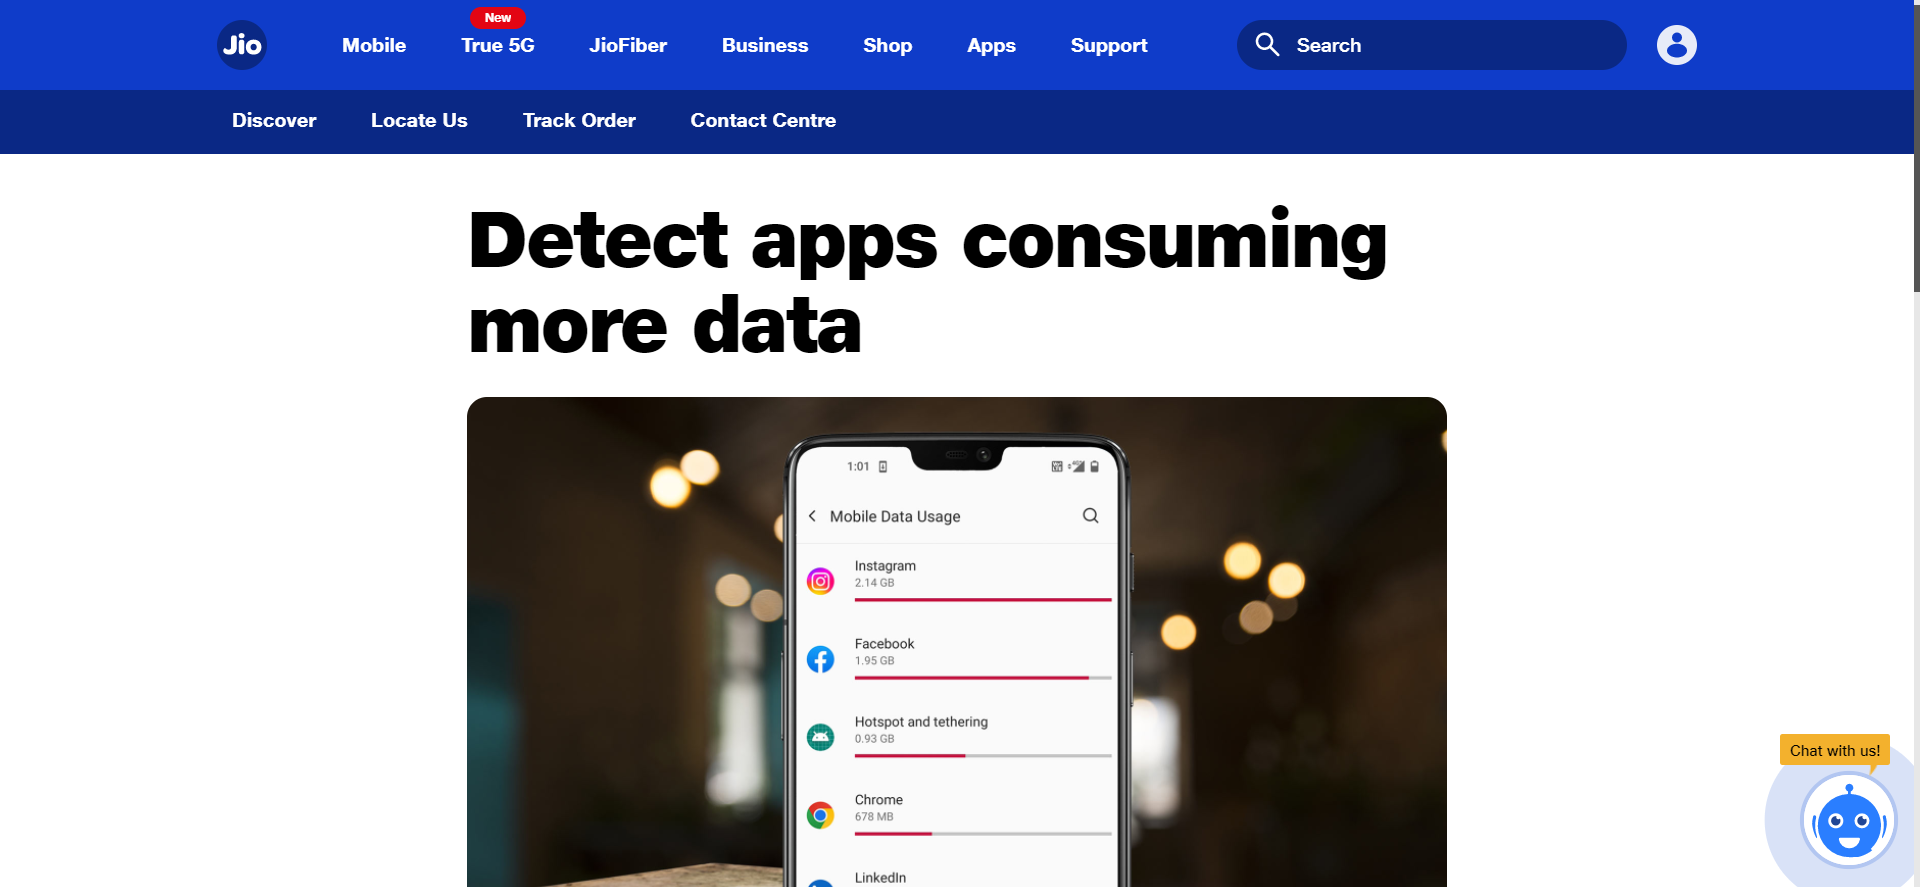 Jio
Mobile
New
True 5G
JioFiber
Business
Shop
Apps
Support
Search
Discover
Locate Us
Track Order
Contact Centre
Detect apps consuming
more data
1:01
Mobile Data Usage
Instagram
2.14 GB
Facebook
1.95 GB
Hotspot and tethering
0.93 GB
Chrome
678 MB
LinkedIn
Chat with us!